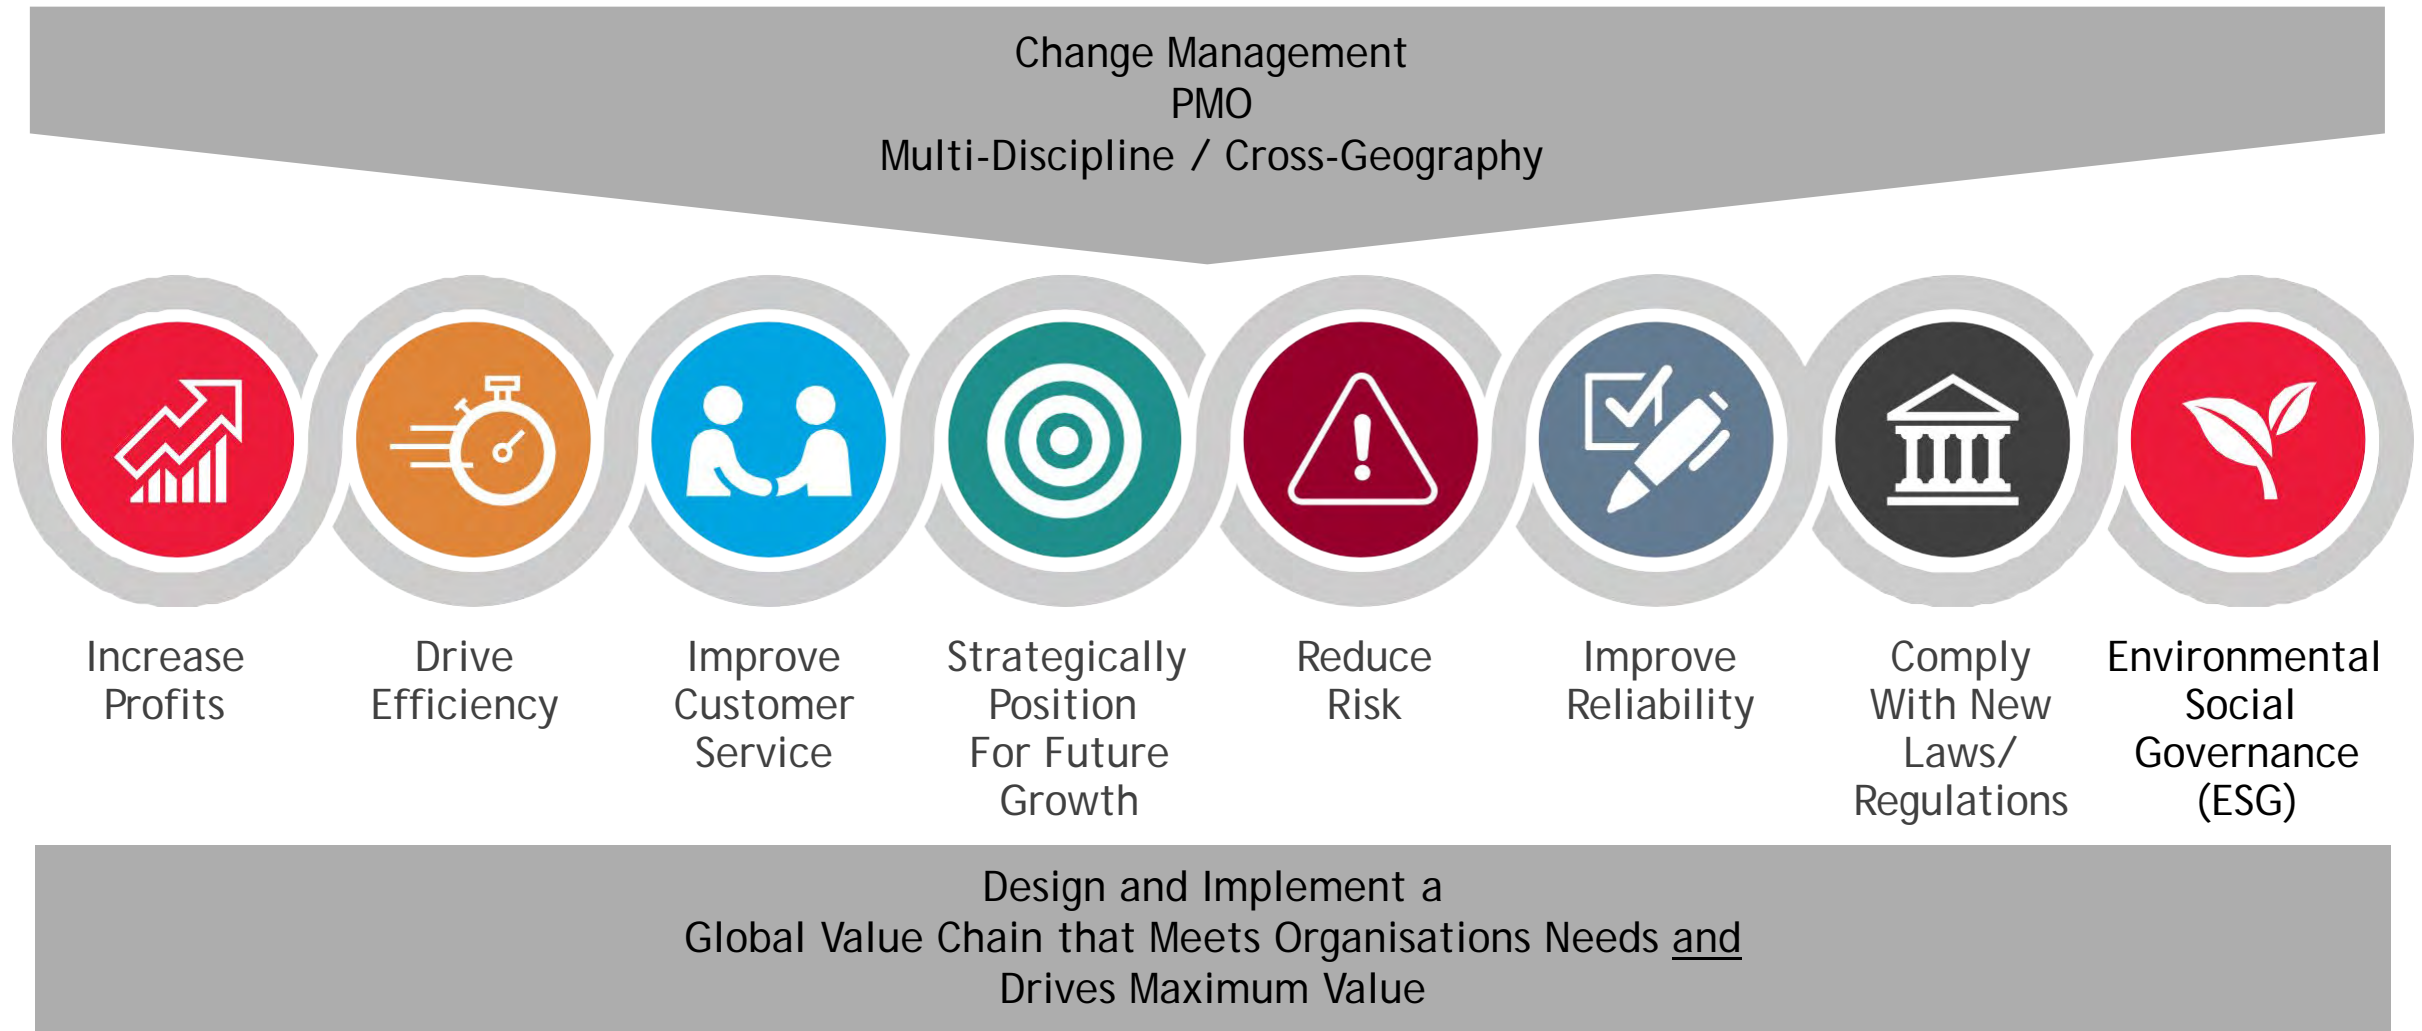 Change Management
PMO
Multi-Discipline / Cross-Geography
Increase
Profits
Drive
Efficiency
Improve
Customer
Service
Strategically
Position
For Future
Growth
Reduce
Risk
Improve
Reliability
Comply
With New
Laws/
Regulations
Environmental
Social
Governance
(ESG)
Design and Implement a
Global Value Chain that Meets Organisations Needs and
Drives Maximum Value